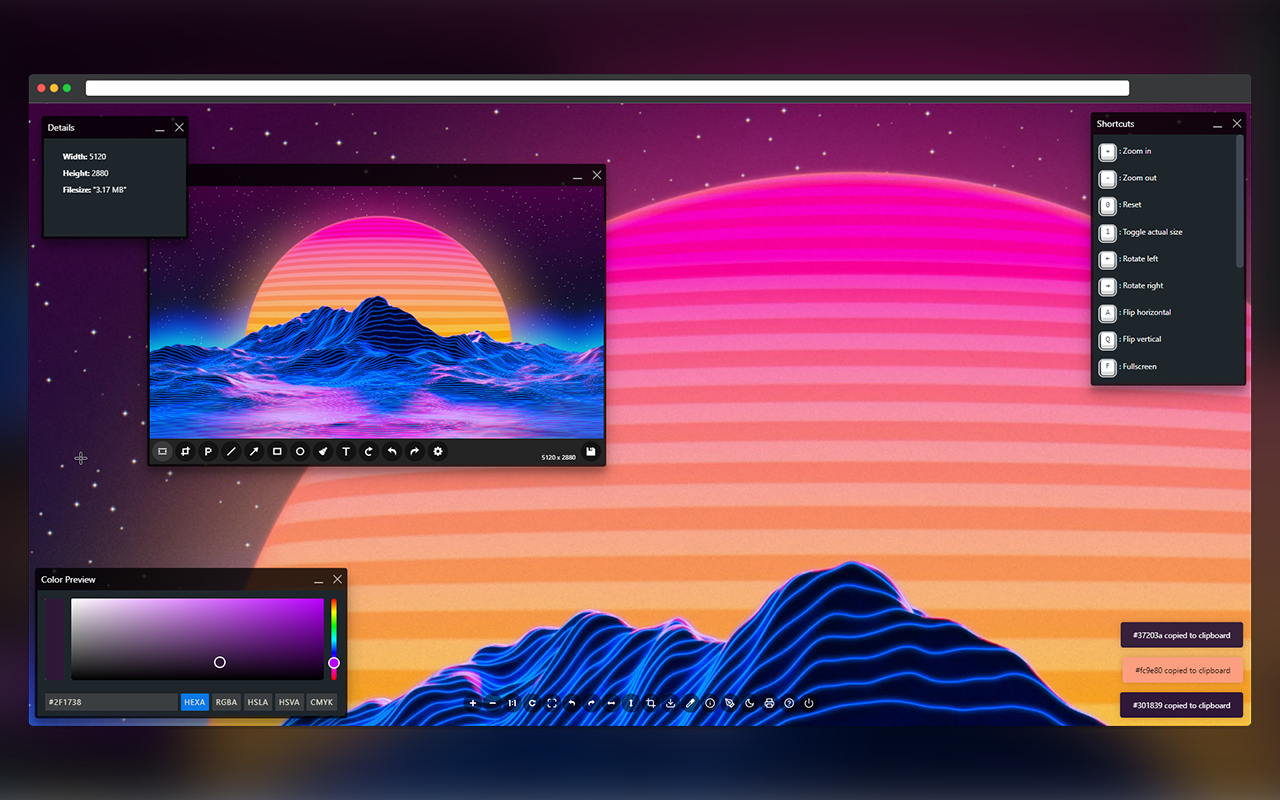 Details
Width: 5120
Height: 2880
Filesize: "3.17 MB"
P
T
5120 x 2880
Shortcuts
+ : Zoom in
- : Zoom out
0 : Reset
1 : Toggle actual size
← : Rotate left
→ : Rotate right
A : Flip horizontal
Q : Flip vertical
F : Fullscreen
Color Preview
#2F1738
HEXA
RGBA
HSLA
HSVA
CMYK
1:1
#37203a copied to clipboard
#fc9e80 copied to clipboard
#301839 copied to clipboard